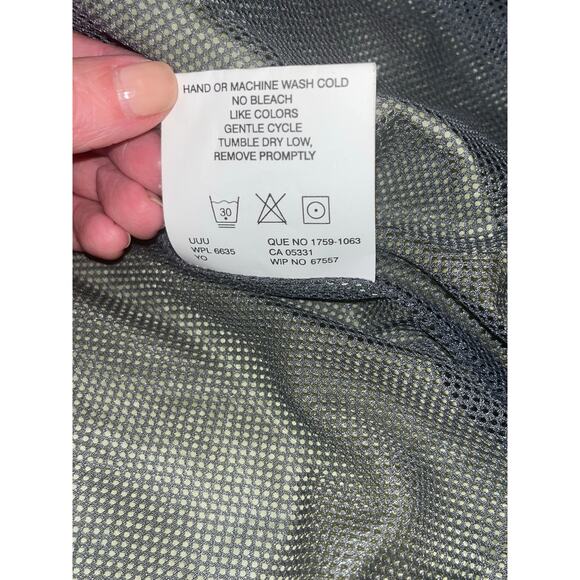 HAND OR MACHINE WASH COLD
NO BLEACH
LIKE COLORS
GENTLE CYCLE
TUMBLE DRY LOW,
REMOVE PROMPTLY
30
UUU QUE NO 1759-1063
WPL 6635 CA 05331
YO WIP NO 67557